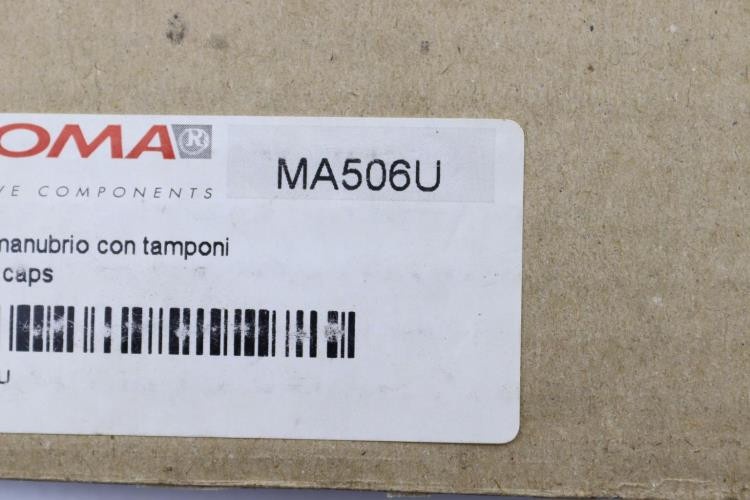 OMA®
MA506U
VE COMPONENTS
manubrio con tamponi
caps
U